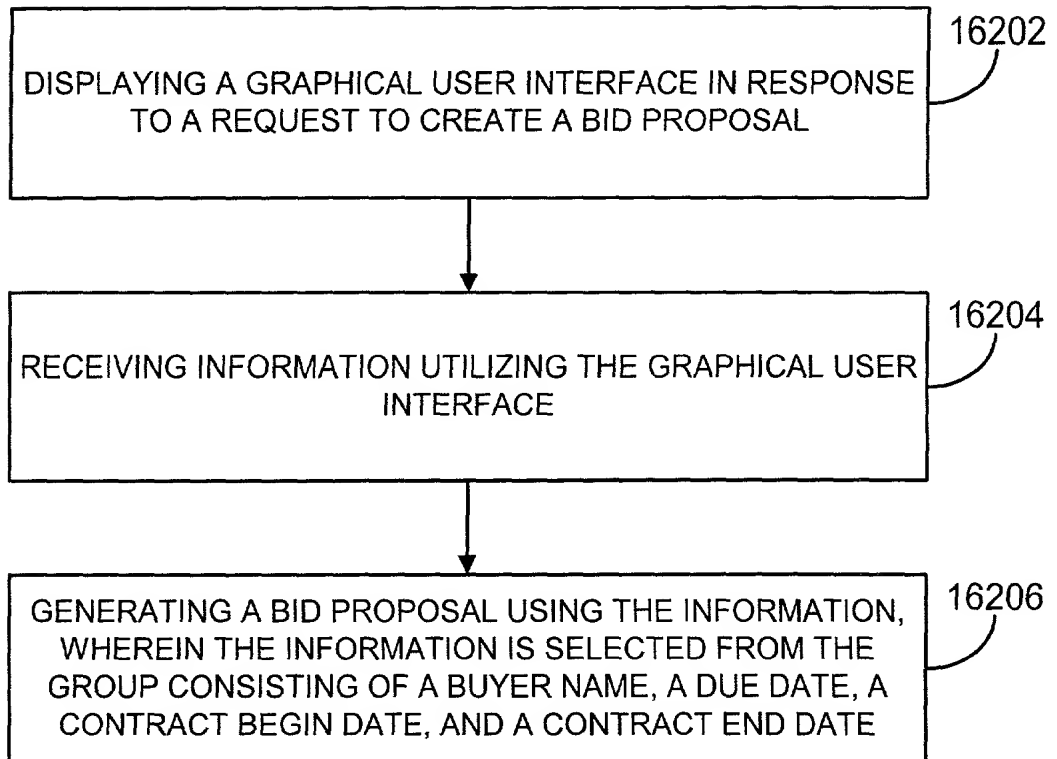 16202
DISPLAYING A GRAPHICAL USER INTERFACE IN RESPONSE
TO A REQUEST TO CREATE A BID PROPOSAL
16204
RECEIVING INFORMATION UTILIZING THE GRAPHICAL USER
INTERFACE
16206
GENERATING A BID PROPOSAL USING THE INFORMATION,
WHEREIN THE INFORMATION IS SELECTED FROM THE
GROUP CONSISTING OF A BUYER NAME, A DUE DATE, A
CONTRACT BEGIN DATE, AND A CONTRACT END DATE